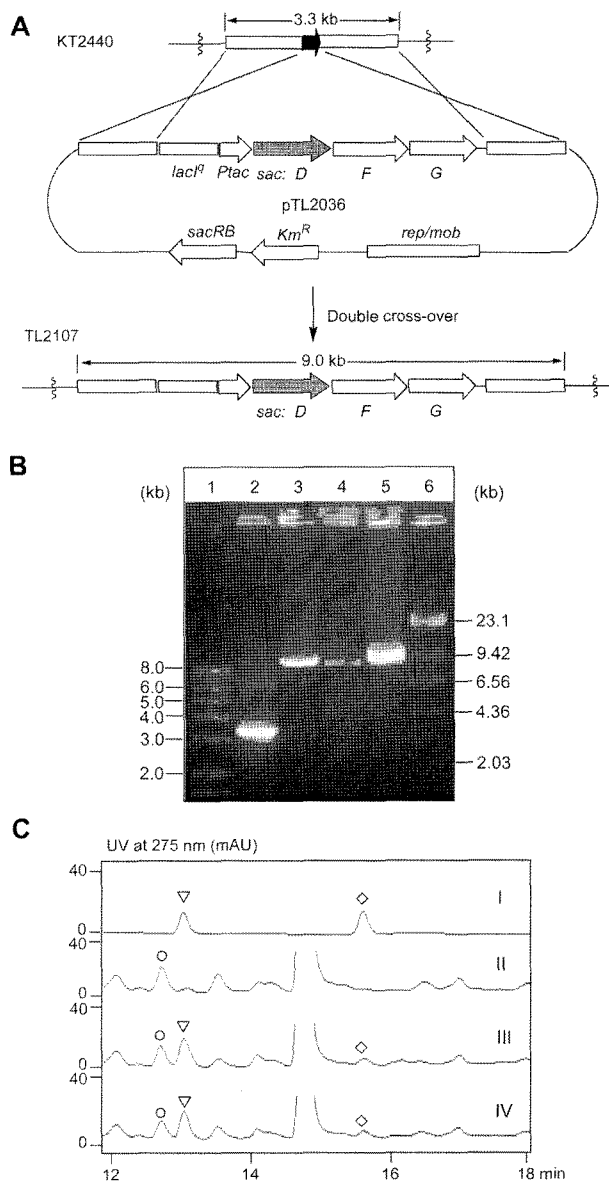 A
KT2440
3.3 kb
lacIq Ptac sac: D F G
pTL2036
sacRB KmR rep/mob
Double cross-over
TL2107
9.0 kb
sac: D F G
B
(kb) 1 2 3 4 5 6 (kb)
23.1
8.0 9.42
6.0 6.56
5.0
4.0 4.36
3.0
2.0 2.03
C
UV at 275 nm (mAU)
40
I
0
40
II
0
40
III
0
40
IV
0
12 14 16 18 min